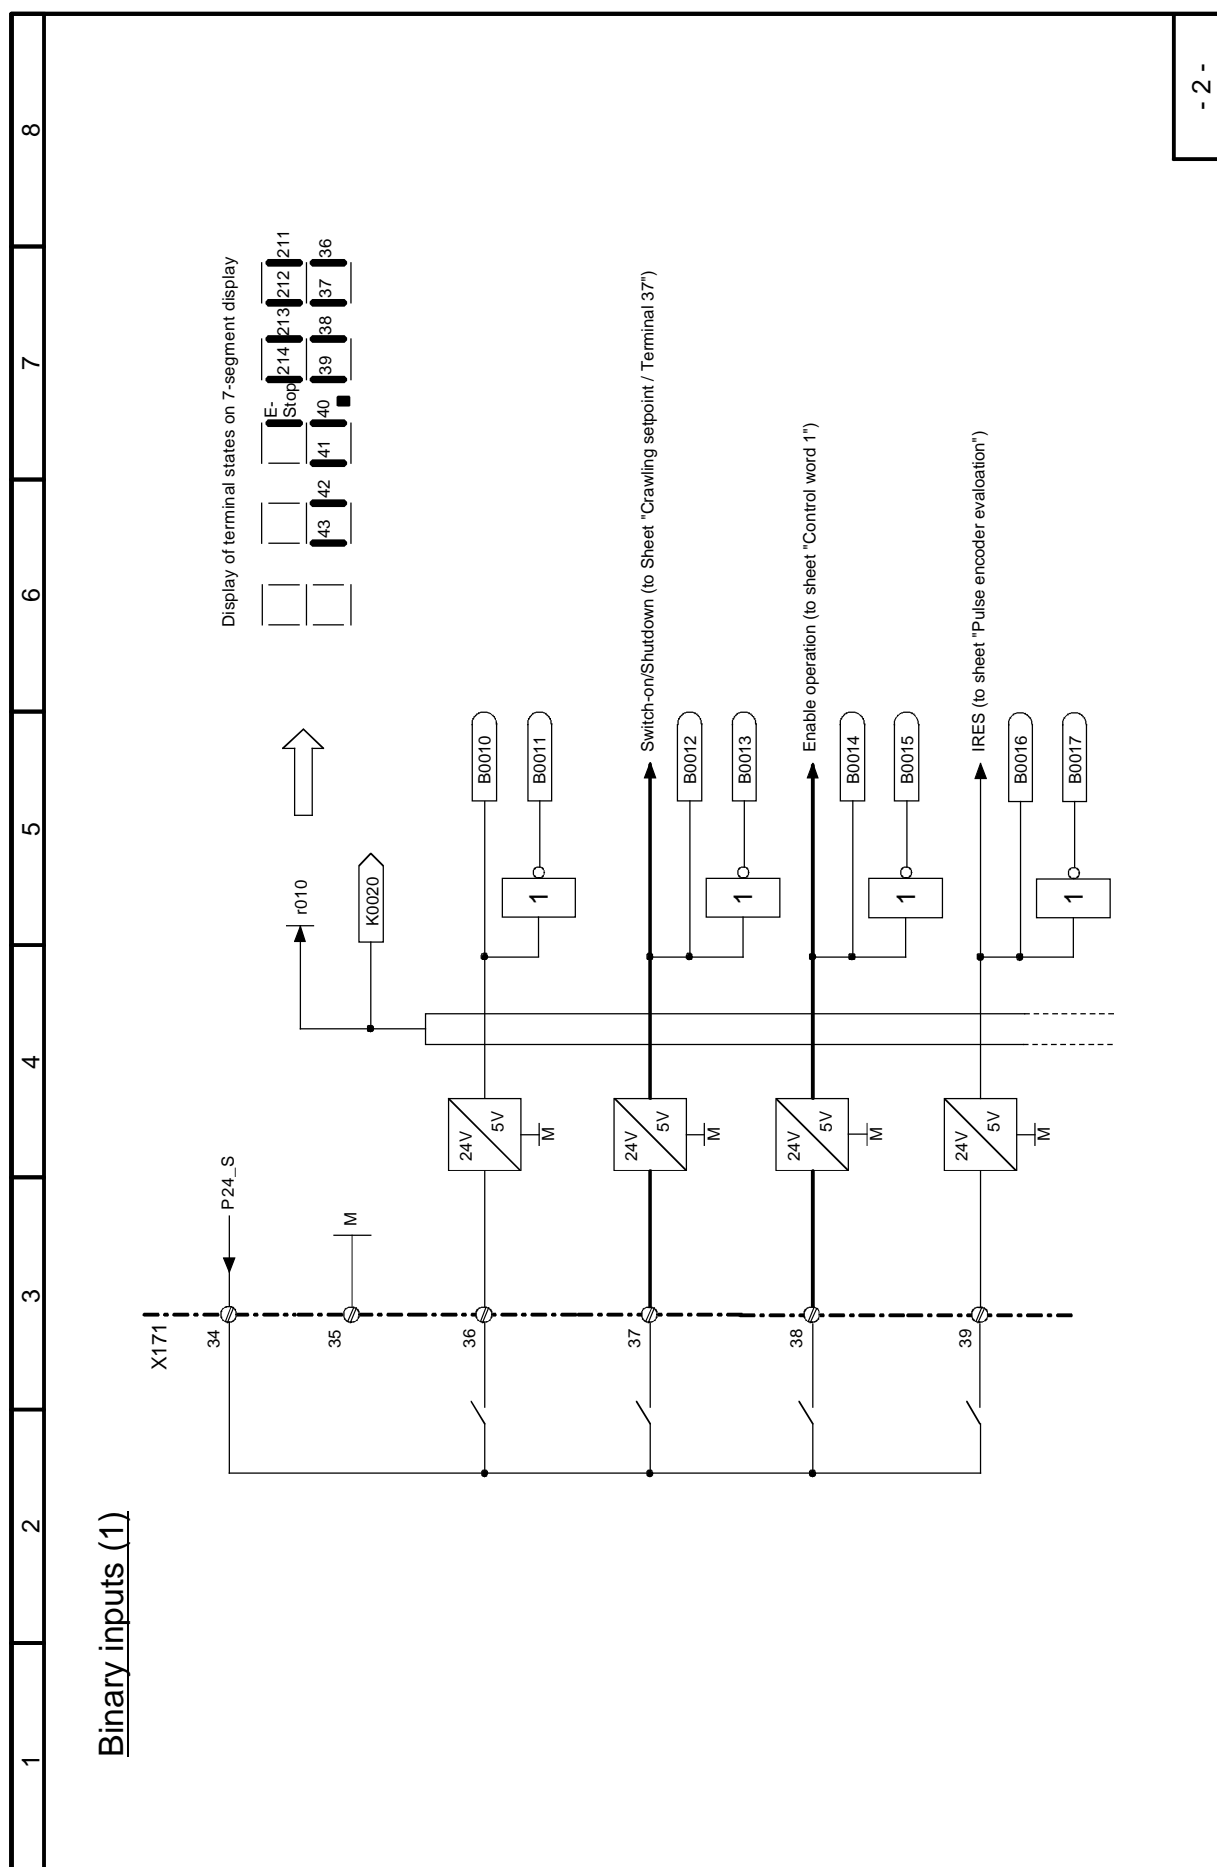 1 2 3 4 5 6 7 8
Binary inputs (1)
X171
34
P24_S
35
M
r010
K0020
Display of terminal states on 7-segment display
E-
Stop
214 213 212 211
43 42 41 40 39 38 37 36
36
24V
5V
M
B0010
1
B0011
37
24V
5V
M
Switch-on/Shutdown (to Sheet "Crawling setpoint / Terminal 37")
B0012
1
B0013
38
24V
5V
M
Enable operation (to sheet "Control word 1")
B0014
1
B0015
39
24V
5V
M
IRES (to sheet "Pulse encoder evaloation")
B0016
1
B0017
- 2 -